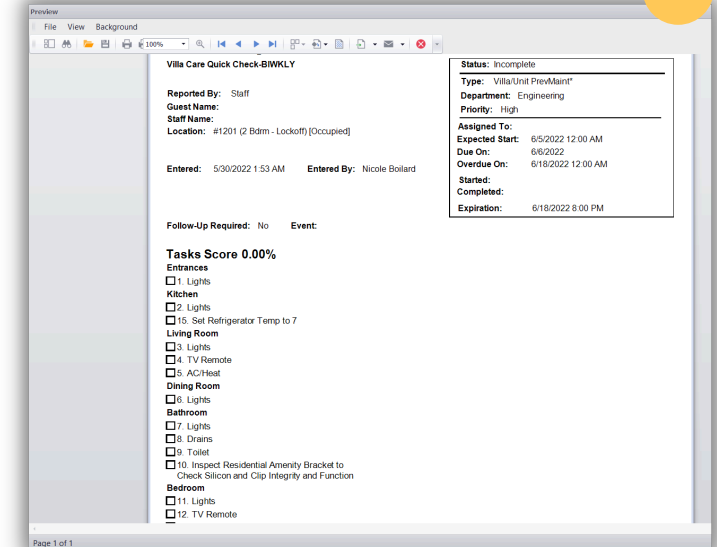 Preview
File View Background
100%
Villa Care Quick Check-BIWKLY
Reported By: Staff
Guest Name:
Staff Name:
Location: #1201 (2 Bdrm - Lockoff) [Occupied]
Entered: 5/30/2022 1:53 AM Entered By: Nicole Boilard
Follow-Up Required: No Event:
Status: Incomplete
Type: Villa/Unit PrevMaint*
Department: Engineering
Priority: High
Assigned To:
Expected Start: 6/5/2022 12:00 AM
Due On: 6/6/2022
Overdue On: 6/18/2022 12:00 AM
Started:
Completed:
Expiration: 6/18/2022 8:00 PM
Tasks Score 0.00%
Entrances
1. Lights
Kitchen
2. Lights
15. Set Refrigerator Temp to 7
Living Room
3. Lights
4. TV Remote
5. AC/Heat
Dining Room
6. Lights
Bathroom
7. Lights
8. Drains
9. Toilet
10. Inspect Residential Amenity Bracket to
Check Silicon and Clip Integrity and Function
Bedroom
11. Lights
12. TV Remote
Page 1 of 1